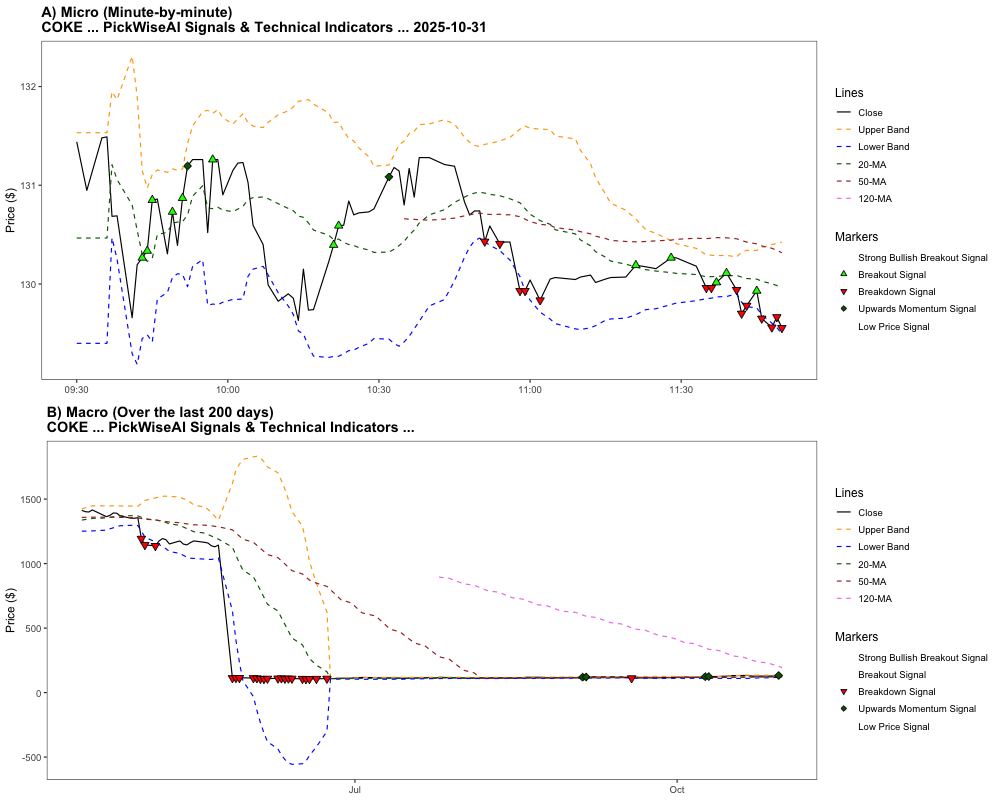 A) Micro (Minute-by-minute)
COKE ... PickWiseAI Signals & Technical Indicators ... 2025-10-31
Price ($)
132
131
130
09:30
10:00
10:30
11:00
11:30
Lines
Close
Upper Band
Lower Band
20-MA
50-MA
120-MA
Markers
Strong Bullish Breakout Signal
Breakout Signal
Breakdown Signal
Upwards Momentum Signal
Low Price Signal
B) Macro (Over the last 200 days)
COKE ... PickWiseAI Signals & Technical Indicators ...
Price ($)
1500
1000
500
0
-500
Jul
Oct
Lines
Close
Upper Band
Lower Band
20-MA
50-MA
120-MA
Markers
Strong Bullish Breakout Signal
Breakout Signal
Breakdown Signal
Upwards Momentum Signal
Low Price Signal